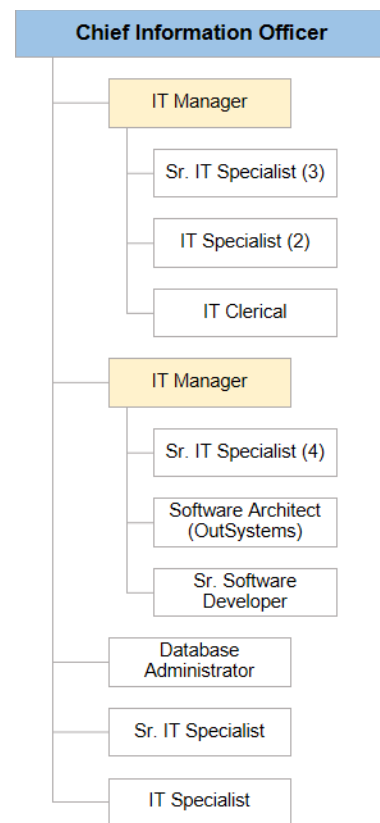 Chief Information Officer
IT Manager
Sr. IT Specialist (3)
IT Specialist (2)
IT Clerical
IT Manager
Sr. IT Specialist (4)
Software Architect
(OutSystems)
Sr. Software
Developer
Database
Administrator
Sr. IT Specialist
IT Specialist